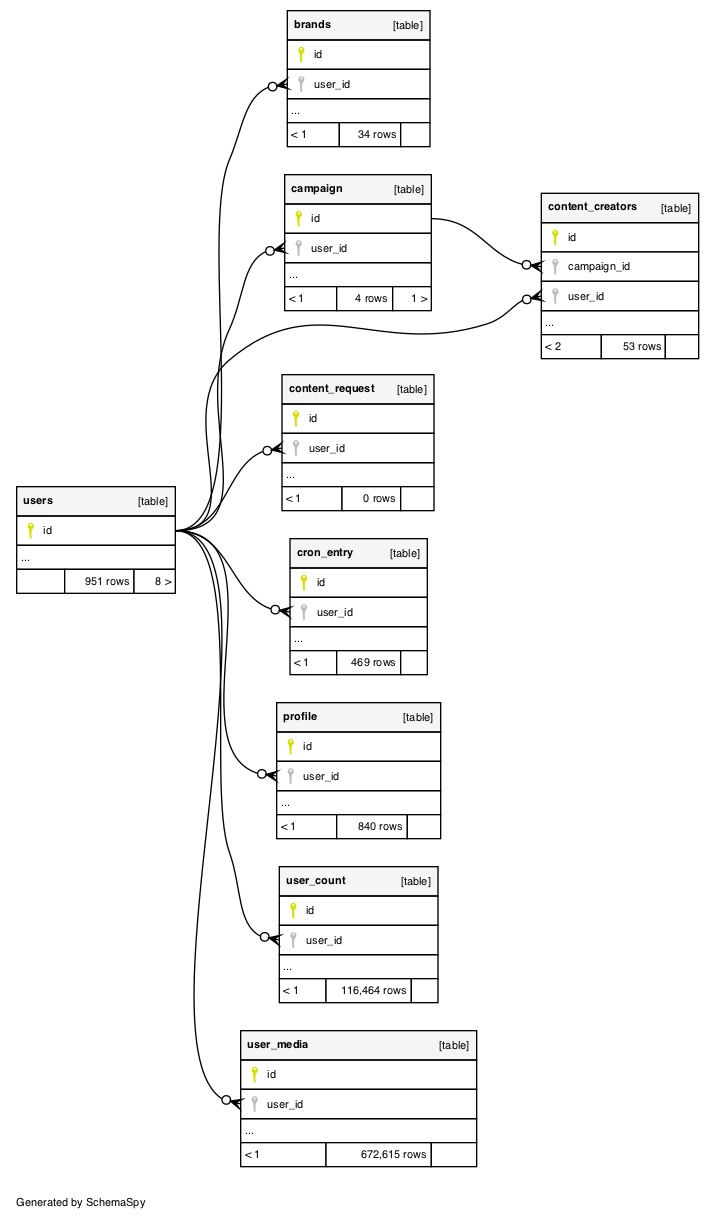 brands [table]
id
user_id
...
< 1 34 rows
campaign [table]
id
user_id
...
< 1 4 rows 1 >
content_creators [table]
id
campaign_id
user_id
...
< 2 53 rows
content_request [table]
id
user_id
...
< 1 0 rows
users [table]
id
...
951 rows 8 >
cron_entry [table]
id
user_id
...
< 1 469 rows
profile [table]
id
user_id
...
< 1 840 rows
user_count [table]
id
user_id
...
< 1 116,464 rows
user_media [table]
id
user_id
...
< 1 672,615 rows
Generated by SchemaSpy